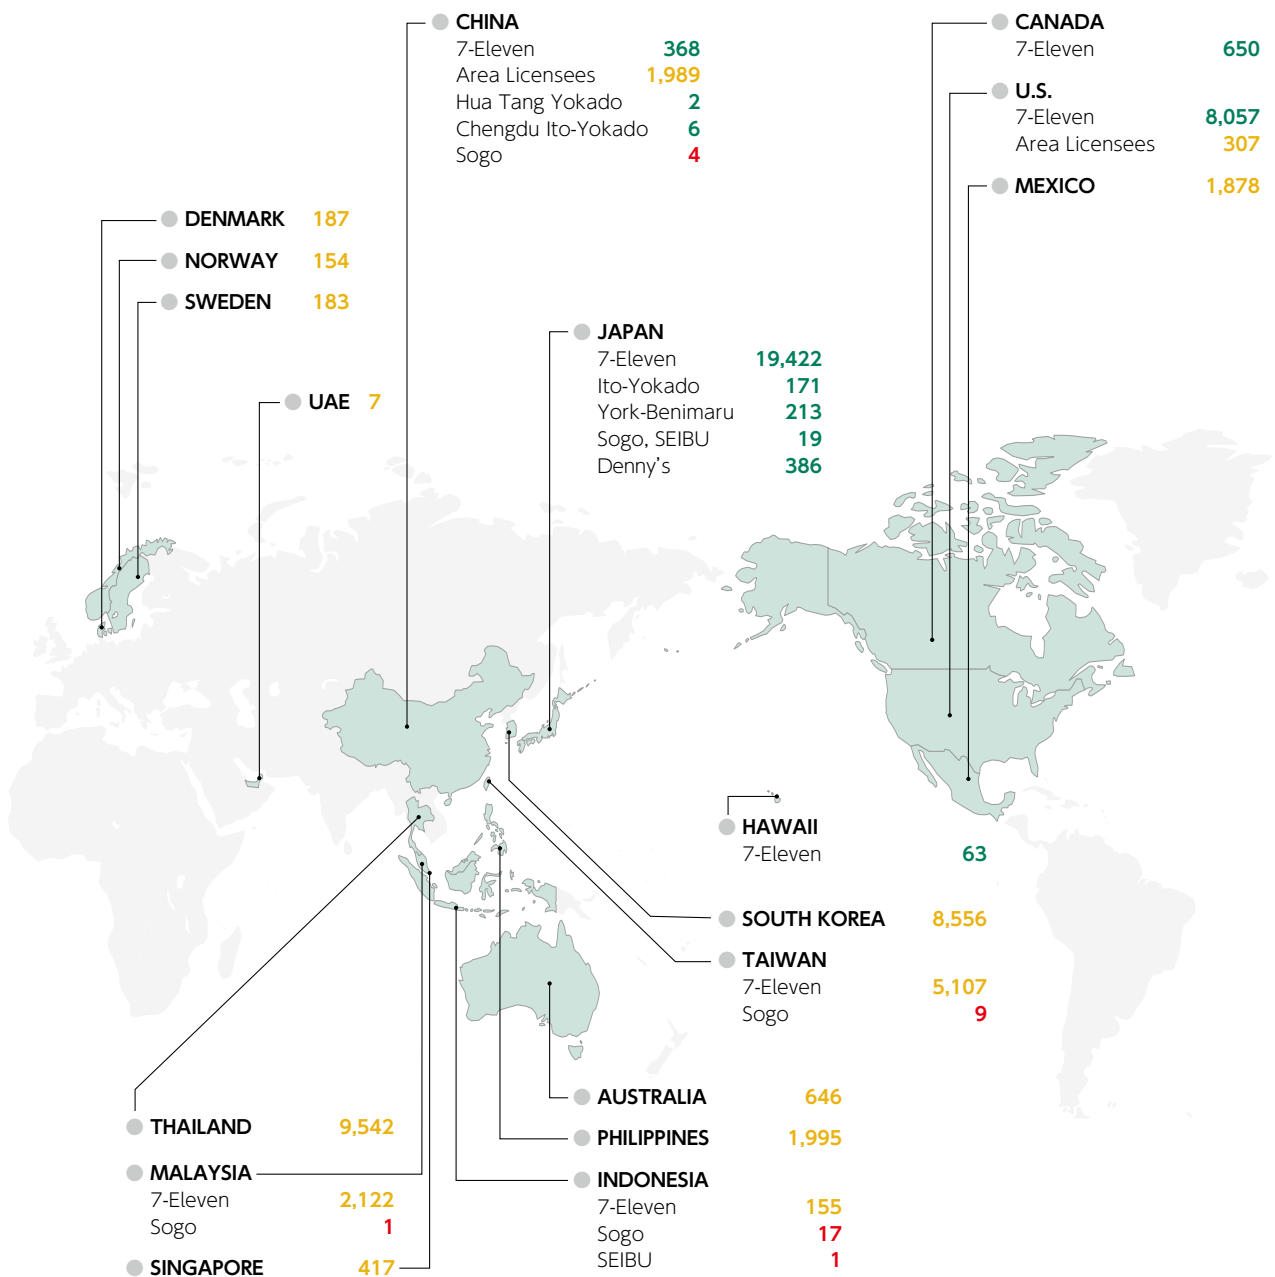 CHINA
7-Eleven 368
Area Licensees 1,989
Hua Tang Yokado 2
Chengdu Ito-Yokado 6
Sogo 4
CANADA
7-Eleven 650
U.S.
7-Eleven 8,057
Area Licensees 307
MEXICO 1,878
DENMARK 187
NORWAY 154
SWEDEN 183
UAE 7
JAPAN
7-Eleven 19,422
Ito-Yokado 171
York-Benimaru 213
Sogo, SEIBU 19
Denny's 386
HAWAII
7-Eleven 63
SOUTH KOREA 8,556
TAIWAN
7-Eleven 5,107
Sogo 9
THAILAND 9,542
MALAYSIA
7-Eleven 2,122
Sogo 1
SINGAPORE 417
AUSTRALIA 646
PHILIPPINES 1,995
INDONESIA
7-Eleven 155
Sogo 17
SEIBU 1